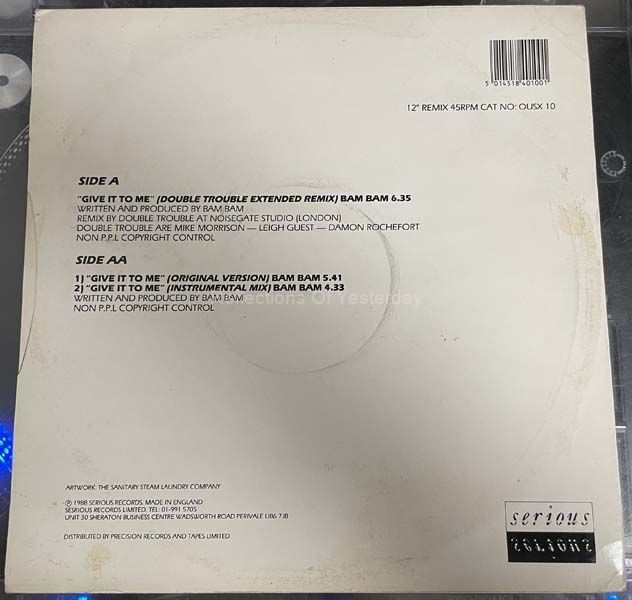 5 014518 401001
12" REMIX 45RPM CAT NO: OUSX 10
SIDE A
"GIVE IT TO ME" (DOUBLE TROUBLE EXTENDED REMIX) BAM BAM 6.35
WRITTEN AND PRODUCED BY BAM BAM
REMIX BY DOUBLE TROUBLE AT NOISEGATE STUDIO (LONDON)
DOUBLE TROUBLE ARE MIKE MORRISON — LEIGH GUEST — DAMON ROCHEFORT
NON P.P.L COPYRIGHT CONTROL
SIDE AA
1) "GIVE IT TO ME" (ORIGINAL VERSION) BAM BAM 5.41
2) "GIVE IT TO ME" (INSTRUMENTAL MIX) BAM BAM 4.33
WRITTEN AND PRODUCED BY BAM BAM
Of Yesterday
NON P.P.L COPYRIGHT CONTROL
ARTWORK: THE SANITARY STEAM LAUNDRY COMPANY
℗ 1988 SERIOUS RECORDS. MADE IN ENGLAND
SESRIOUS RECORDS LIMITED. TEL: 01-991 5705
UNIT 30 SHERATON BUSINESS CENTRE WADSWORTH ROAD PERIVALE UB6 7JB
DISTRIBUTED BY PRECISION RECORDS AND TAPES LIMITED
serious
serious